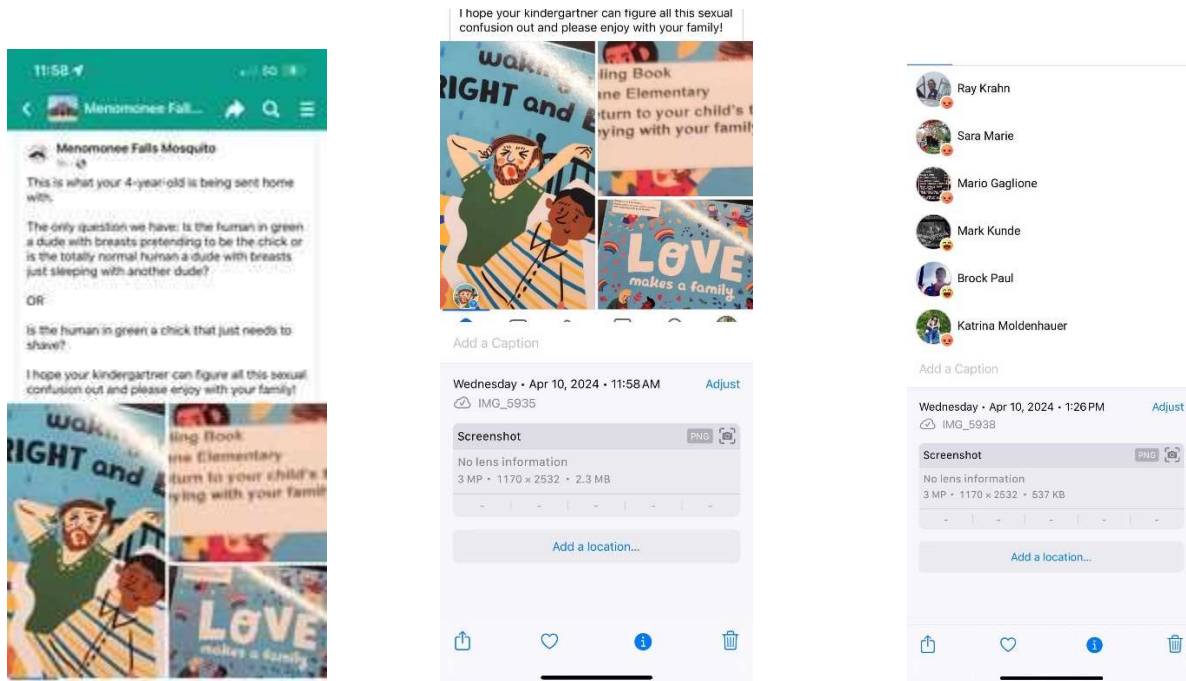 11:58
5G
Menomonee Fall...
Menomonee Falls Mosquito
This is what your 4-year-old is being sent home
with.
The only question we have: Is the human in green
a dude with breasts pretending to be the chick or
is the totally normal human a dude with breasts
just sleeping with another dude?
OR
Is the human in green a chick that just needs to
shave?
I hope your kindergartner can figure all this sexual
confusion out and please enjoy with your family!
RIGHT and
ling Book
ne Elementary
turn to your child's
ying with your famil
LOVE
makes a family
I hope your kindergartner can figure all this sexual
confusion out and please enjoy with your family!
RIGHT and
ling Book
ne Elementary
turn to your child's t
ying with your family
LOVE
makes a family
Add a Caption
Wednesday • Apr 10, 2024 • 11:58 AM
Adjust
IMG_5935
Screenshot
PNG
No lens information
3 MP • 1170 × 2532 • 2.3 MB
- - - - -
Add a location...
Ray Krahn
Sara Marie
Mario Gaglione
Mark Kunde
Brock Paul
Katrina Moldenhauer
Add a Caption
Wednesday • Apr 10, 2024 • 1:26 PM
Adjust
IMG_5938
Screenshot
PNG
No lens information
3 MP • 1170 × 2532 • 537 KB
- - - - -
Add a location...